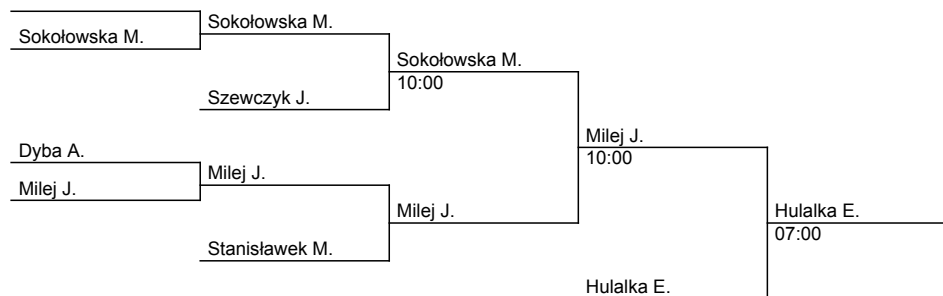 Sokołowska M.
Sokołowska M.
Sokołowska M.
10:00
Szewczyk J.
Milej J.
10:00
Dyba A.
Milej J.
Milej J.
Milej J.
Hulalka E.
07:00
Stanisławek M.
Hulalka E.